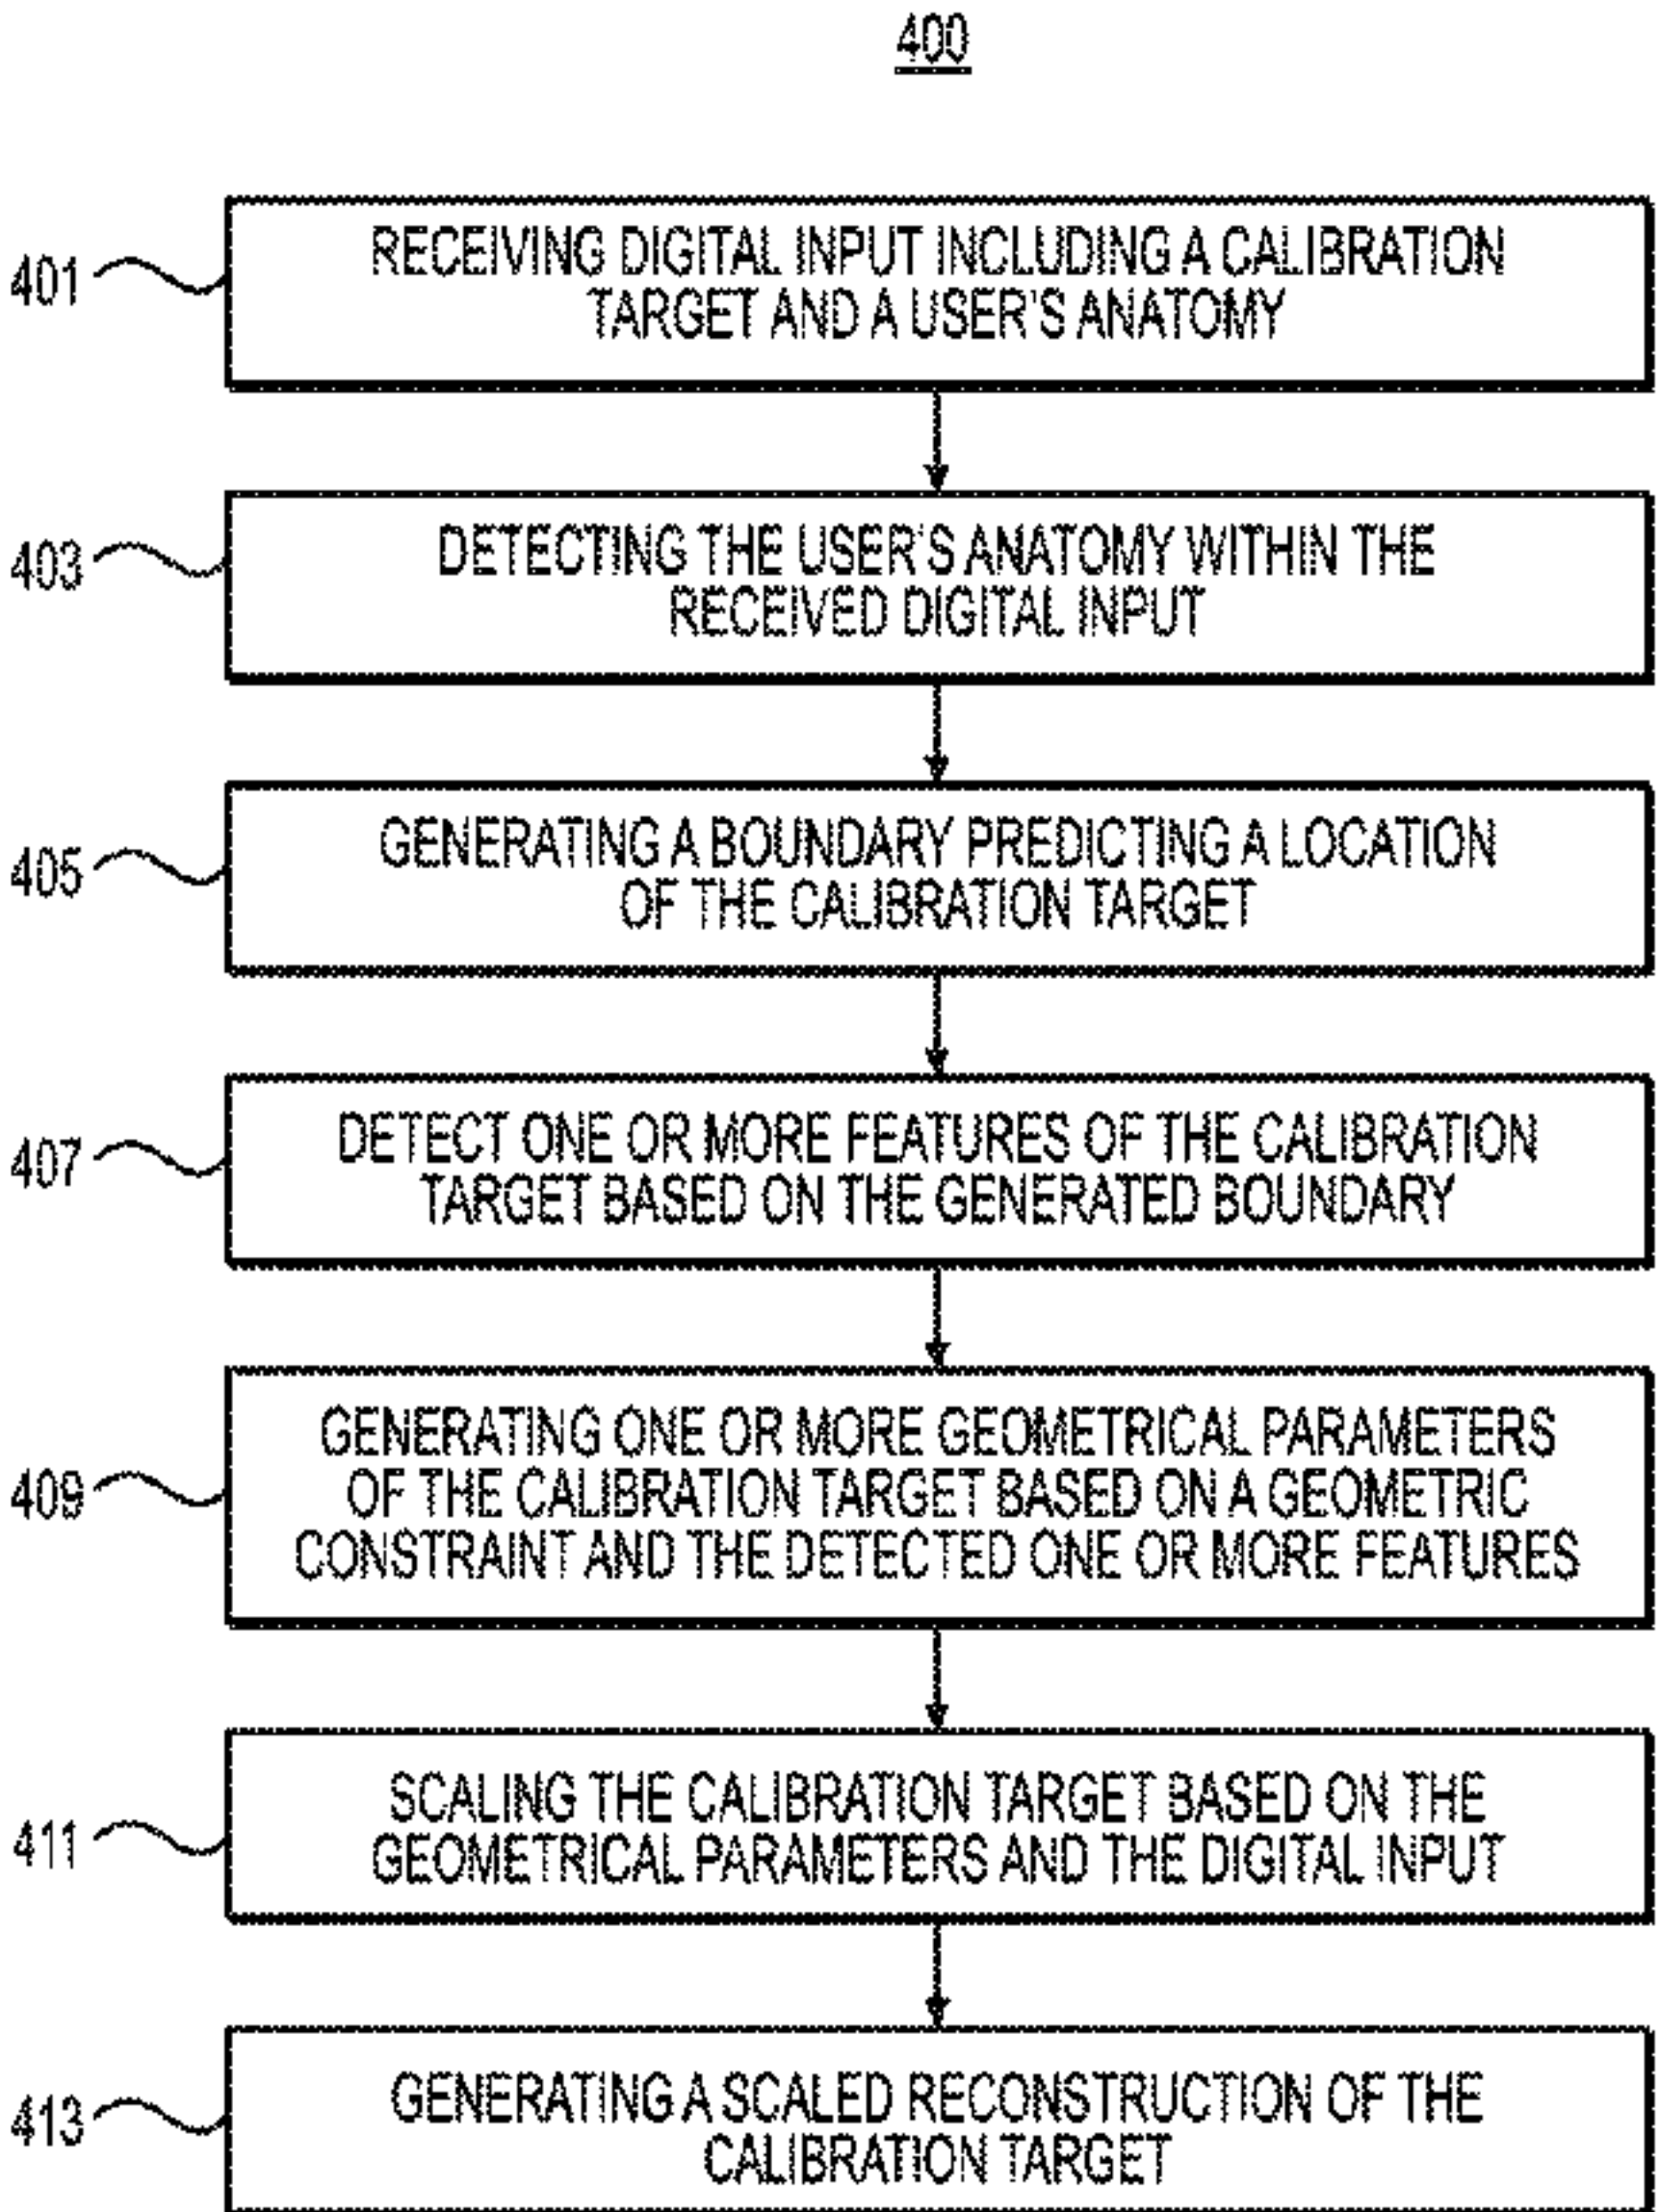 400
401
RECEIVING DIGITAL INPUT INCLUDING A CALIBRATION
TARGET AND A USER'S ANATOMY
403
DETECTING THE USER'S ANATOMY WITHIN THE
RECEIVED DIGITAL INPUT
405
GENERATING A BOUNDARY PREDICTING A LOCATION
OF THE CALIBRATION TARGET
407
DETECT ONE OR MORE FEATURES OF THE CALIBRATION
TARGET BASED ON THE GENERATED BOUNDARY
409
GENERATING ONE OR MORE GEOMETRICAL PARAMETERS
OF THE CALIBRATION TARGET BASED ON A GEOMETRIC
CONSTRAINT AND THE DETECTED ONE OR MORE FEATURES
411
SCALING THE CALIBRATION TARGET BASED ON THE
GEOMETRICAL PARAMETERS AND THE DIGITAL INPUT
413
GENERATING A SCALED RECONSTRUCTION OF THE
CALIBRATION TARGET